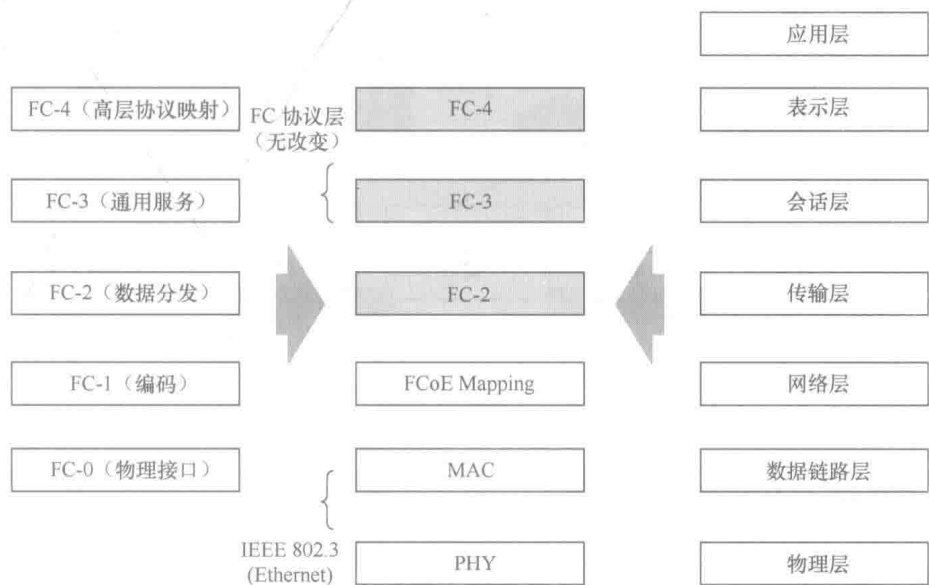 应用层
FC-4（高层协议映射）
FC 协议层
（无改变）
FC-4
表示层
FC-3（通用服务）
FC-3
会话层
FC-2（数据分发）
FC-2
传输层
FC-1（编码）
FCoE Mapping
网络层
FC-0（物理接口）
MAC
数据链路层
IEEE 802.3
(Ethernet)
PHY
物理层